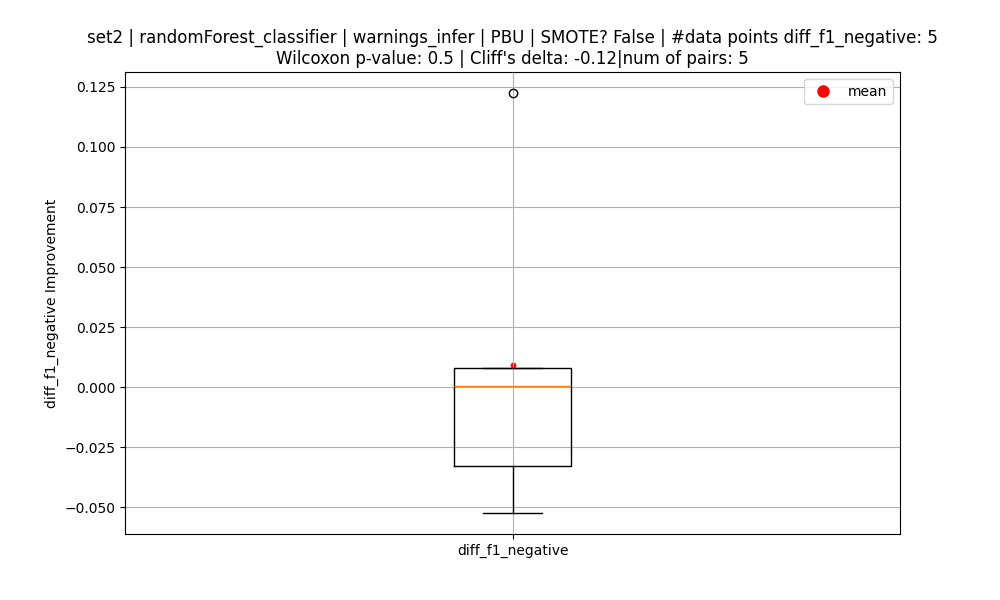 set2 | randomForest_classifier | warnings_infer | PBU | SMOTE? False | #data points diff_f1_negative: 5
Wilcoxon p-value: 0.5 | Cliff's delta: -0.12|num of pairs: 5
mean
0.125
0.100
0.075
0.050
0.025
0.000
−0.025
−0.050
diff_f1_negative Improvement
diff_f1_negative